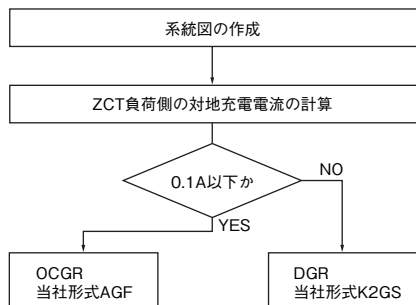 系統図の作成
ZCT負荷側の対地充電電流の計算
0.1A以下か
NO
YES
OCGR
当社形式AGF
DGR
当社形式K2GS